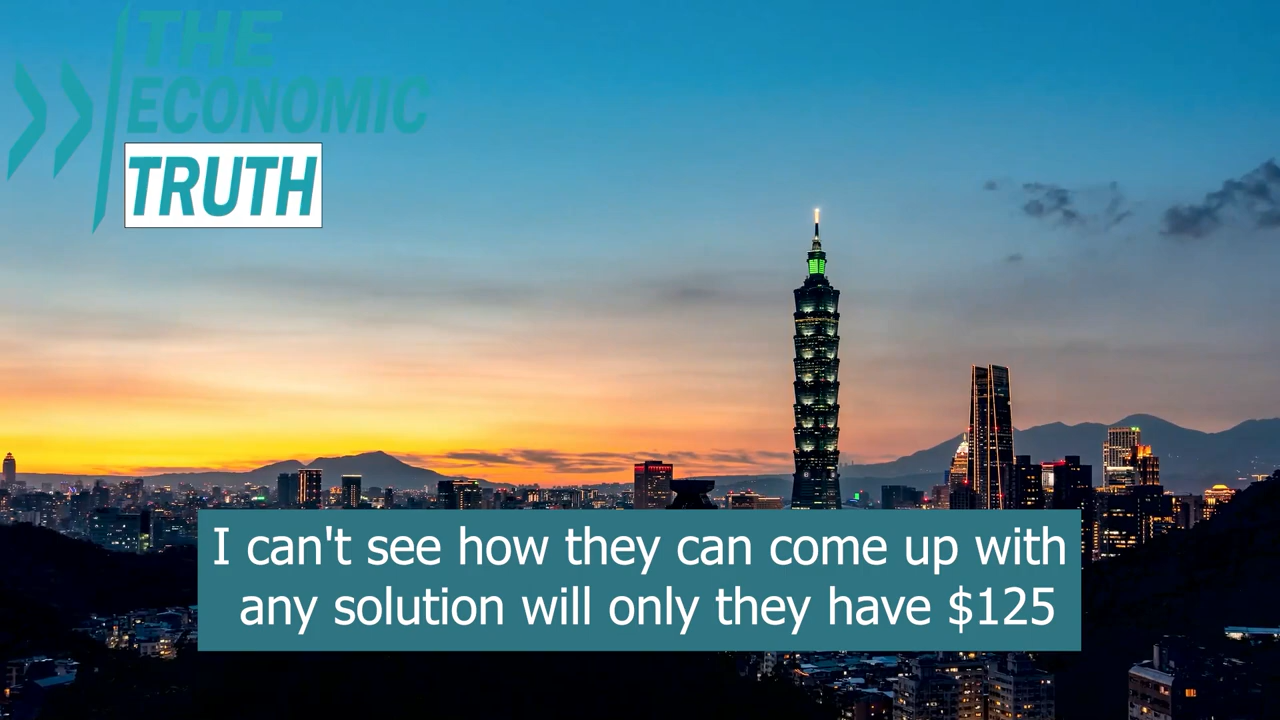 THE
ECONOMIC
TRUTH
I can't see how they can come up with
any solution will only they have $125